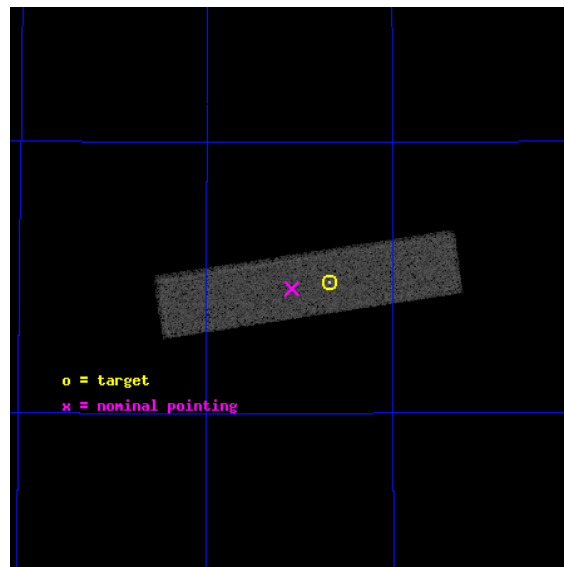 o = target
x = nominal pointing